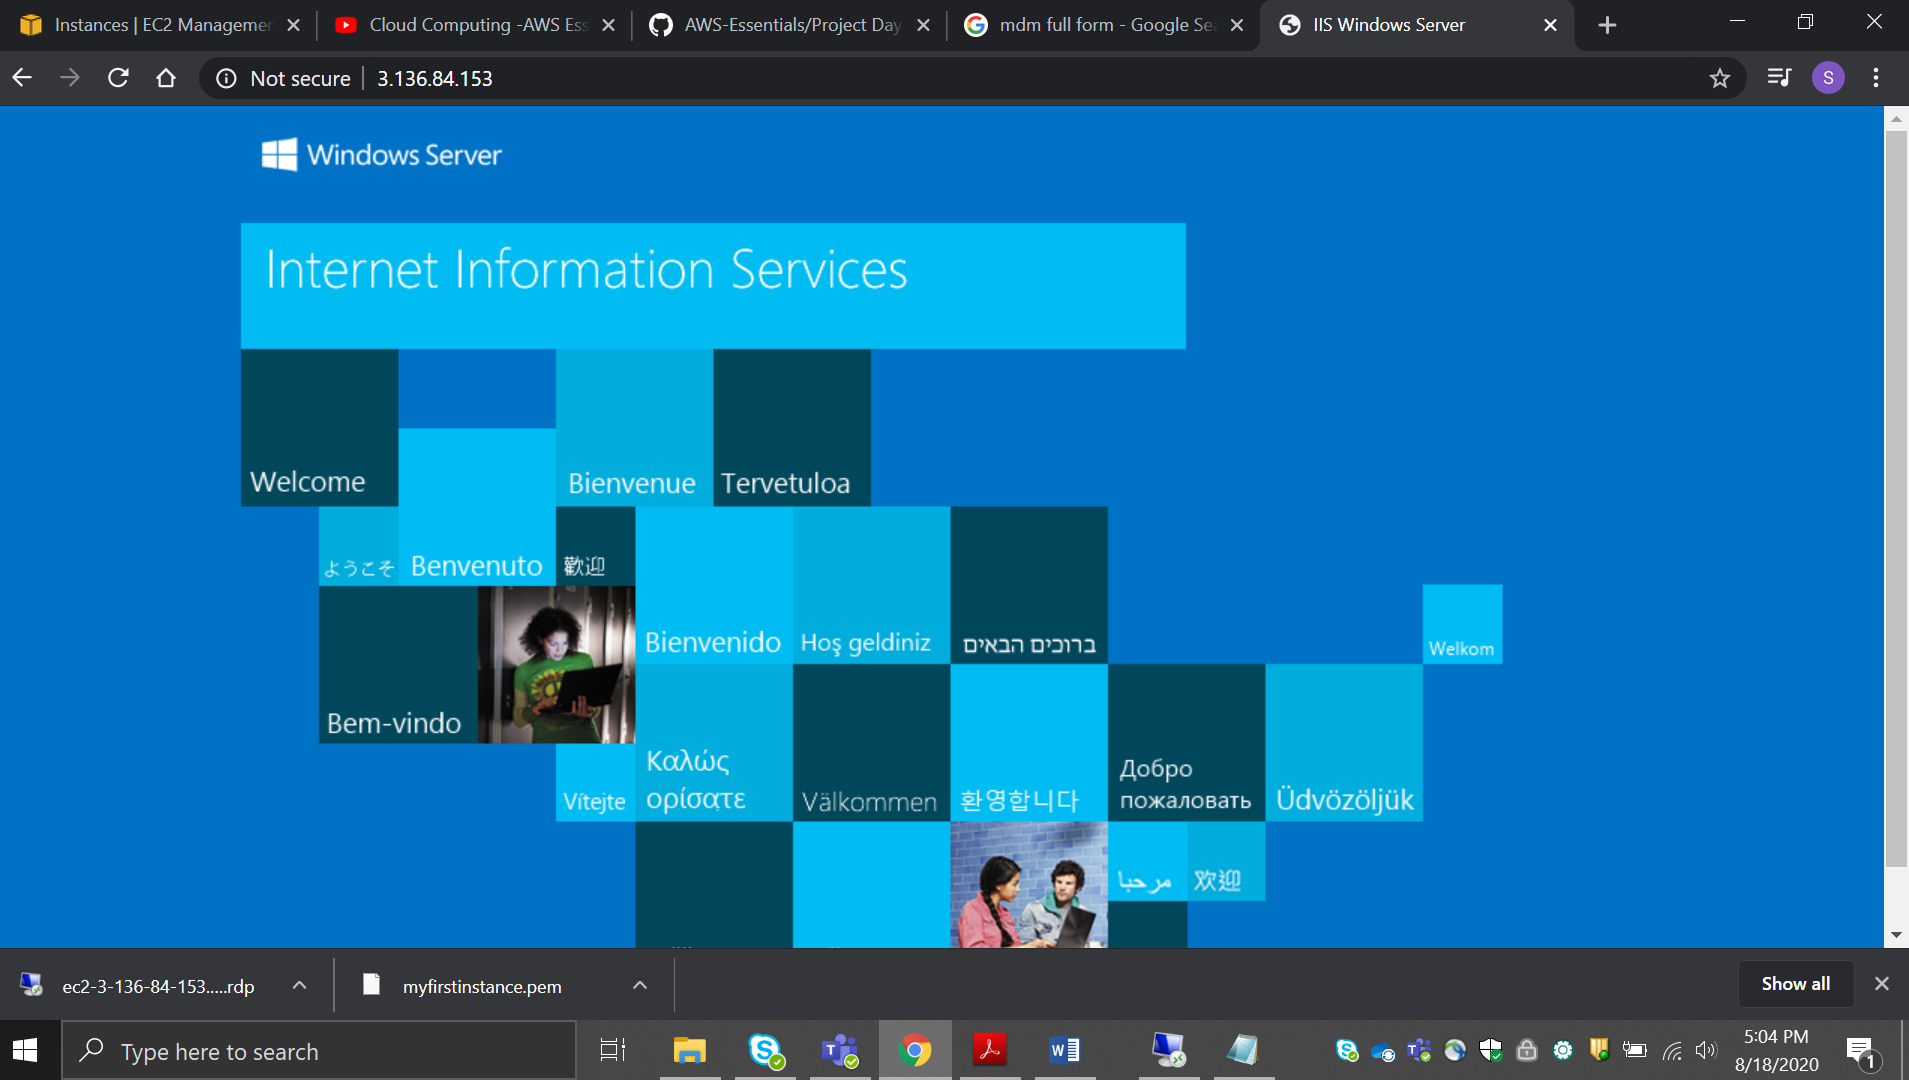 Instances | EC2 Managemen
Cloud Computing -AWS Ess
AWS-Essentials/Project Day
mdm full form - Google Sea
IIS Windows Server
Not secure
3.136.84.153
S
Windows Server
Internet Information Services
Welcome
Bienvenue
Tervetuloa
ようこそ
Benvenuto
歡迎
Bienvenido
Hoş geldiniz
ברוכים הבאים
Welkom
Bem-vindo
Vítejte
Καλώς
ορίσατε
Välkommen
환영합니다
Добро
пожаловать
Üdvözöljük
مرحبا
欢迎
ec2-3-136-84-153.....rdp
myfirstinstance.pem
Show all
Type here to search
5:04 PM
8/18/2020
1